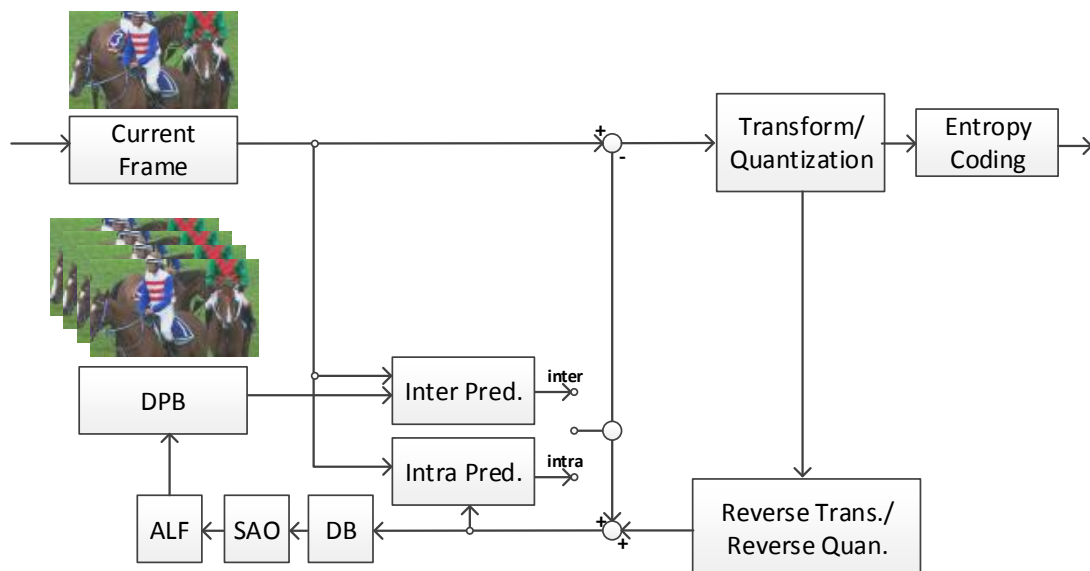 Current
Frame
+
-
Transform/
Quantization
Entropy
Coding
DPB
Inter Pred.
inter
Intra Pred.
intra
ALF
SAO
DB
+
+
Reverse Trans./
Reverse Quan.